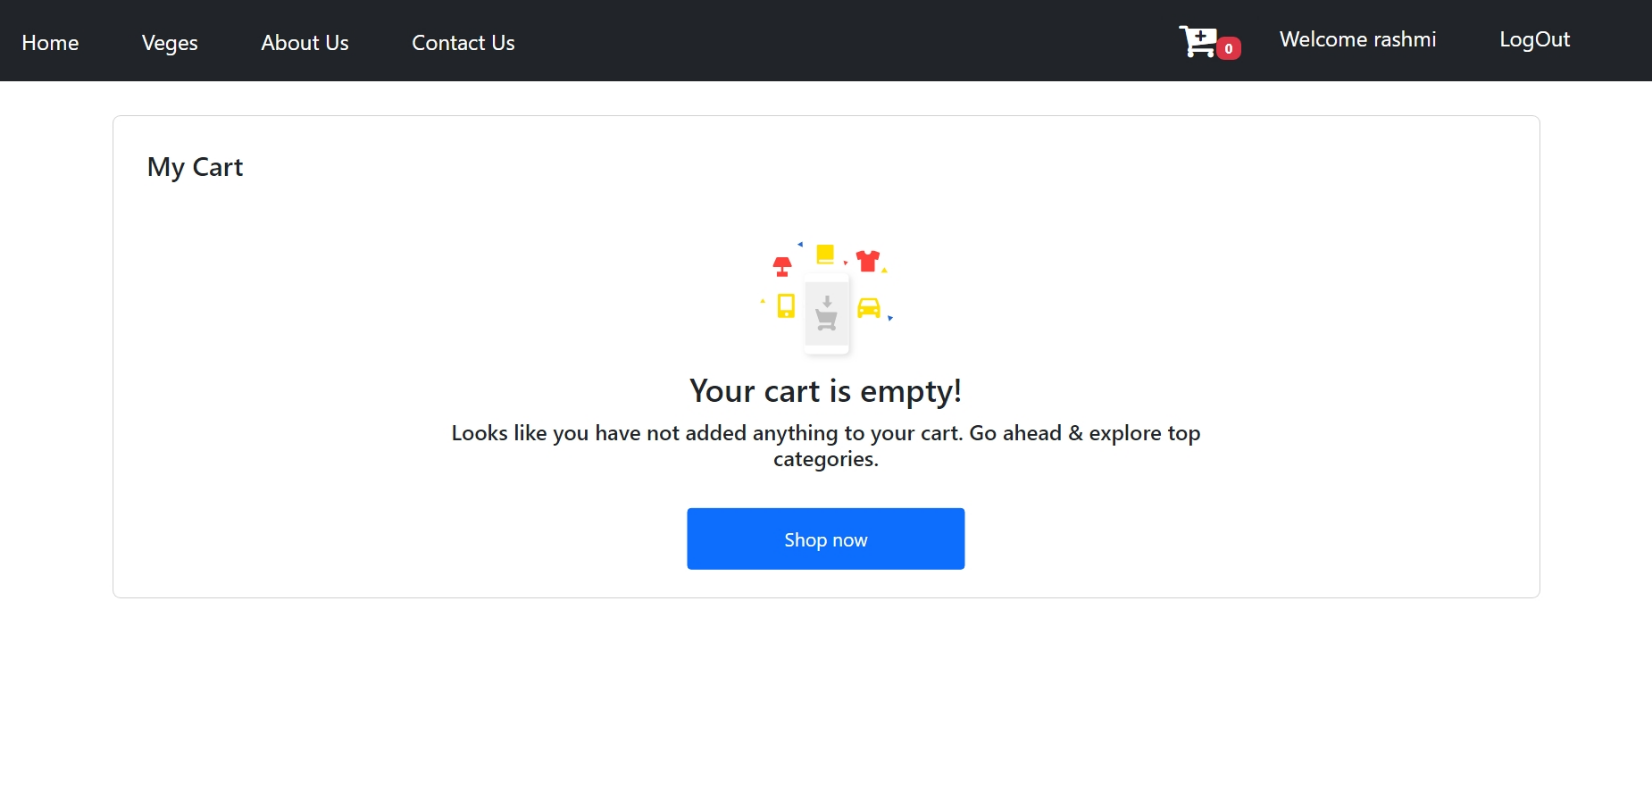 Home Veges About Us Contact Us 0 Welcome rashmi LogOut
My Cart
Your cart is empty!
Looks like you have not added anything to your cart. Go ahead & explore top
categories.
Shop now